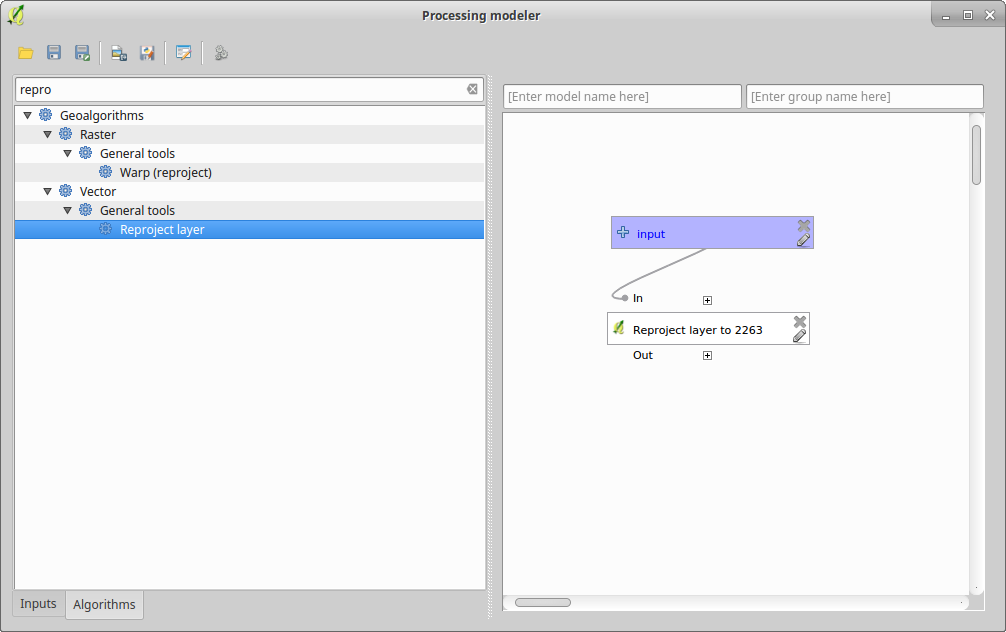 Processing modeler
repro
[Enter model name here]
[Enter group name here]
Geoalgorithms
Raster
General tools
Warp (reproject)
Vector
General tools
Reproject layer
input
In
Reproject layer to 2263
Out
Inputs
Algorithms